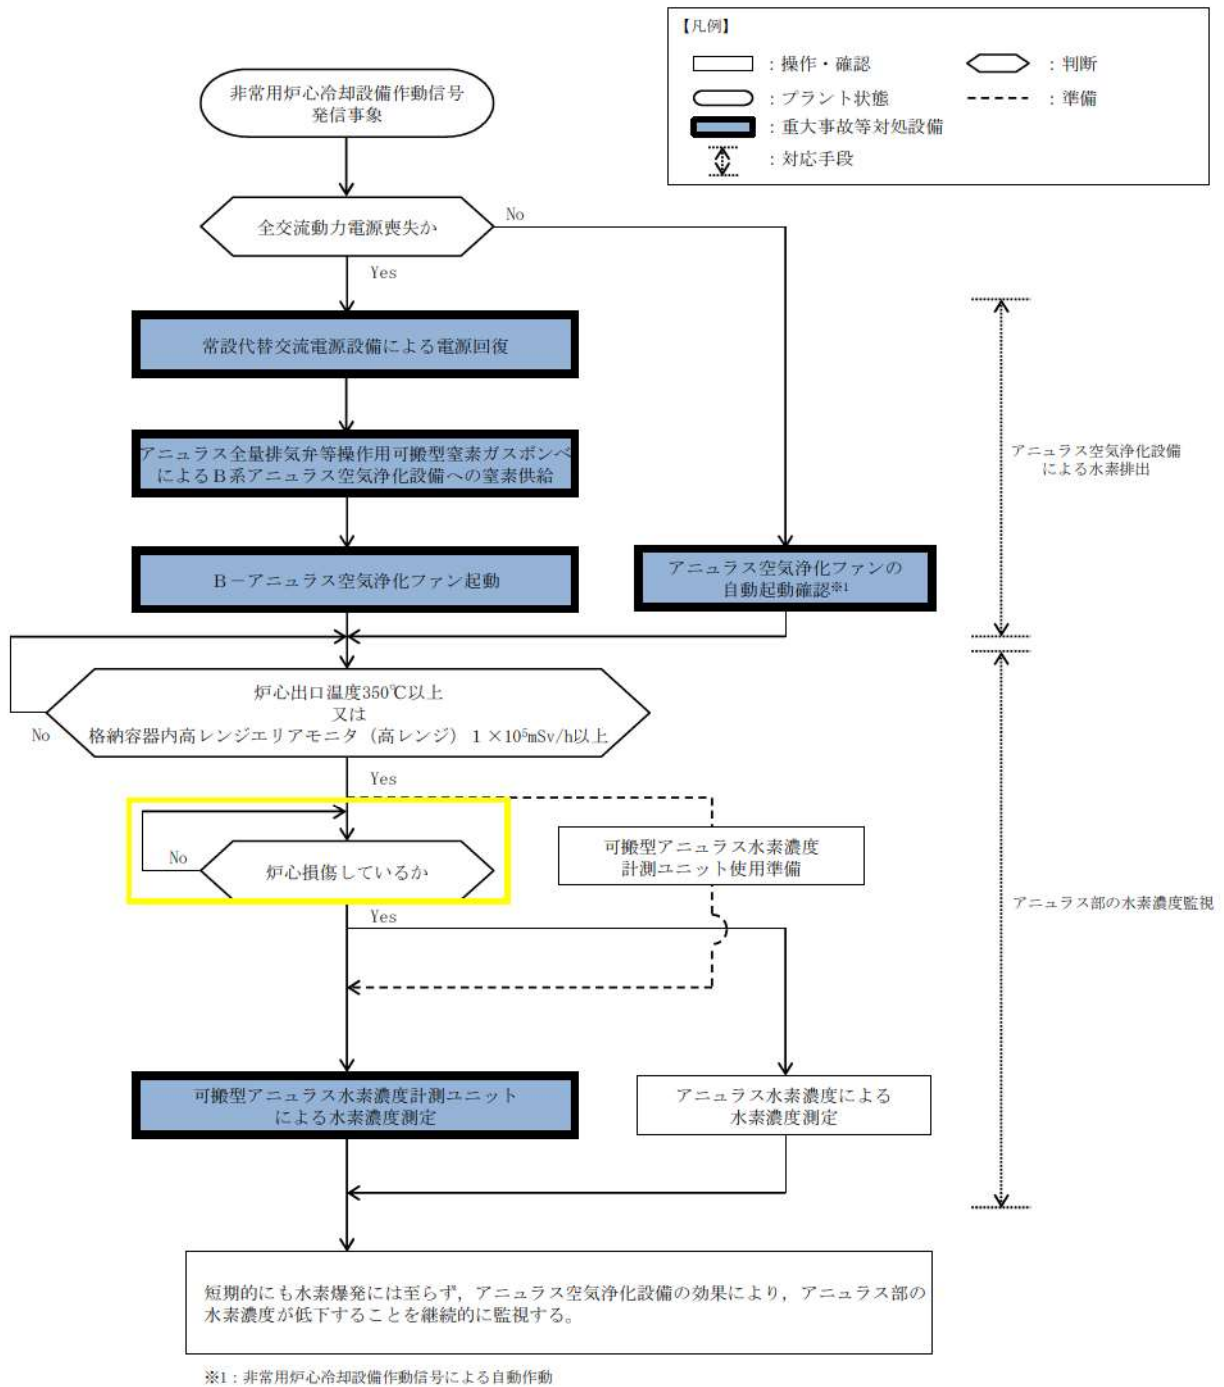 【凡例】
：操作・確認
：判断
：プラント状態
：準備
：重大事故等対処設備
：対応手段
非常用炉心冷却設備作動信号
発信事象
全交流動力電源喪失か
No
Yes
常設代替交流電源設備による電源回復
アニュラス全量排気弁等操作用可搬型窒素ガスボンベ
によるB系アニュラス空気浄化設備への窒素供給
アニュラス空気浄化設備
による水素排出
B－アニュラス空気浄化ファン起動
アニュラス空気浄化ファンの
自動起動確認※1
炉心出口温度350℃以上
又は
格納容器内高レンジエリアモニタ（高レンジ）１×10⁵mSv/h以上
No
Yes
炉心損傷しているか
No
Yes
可搬型アニュラス水素濃度
計測ユニット使用準備
アニュラス部の水素濃度監視
可搬型アニュラス水素濃度計測ユニット
による水素濃度測定
アニュラス水素濃度による
水素濃度測定
短期的にも水素爆発には至らず，アニュラス空気浄化設備の効果により，アニュラス部の
水素濃度が低下することを継続的に監視する。
※1：非常用炉心冷却設備作動信号による自動作動